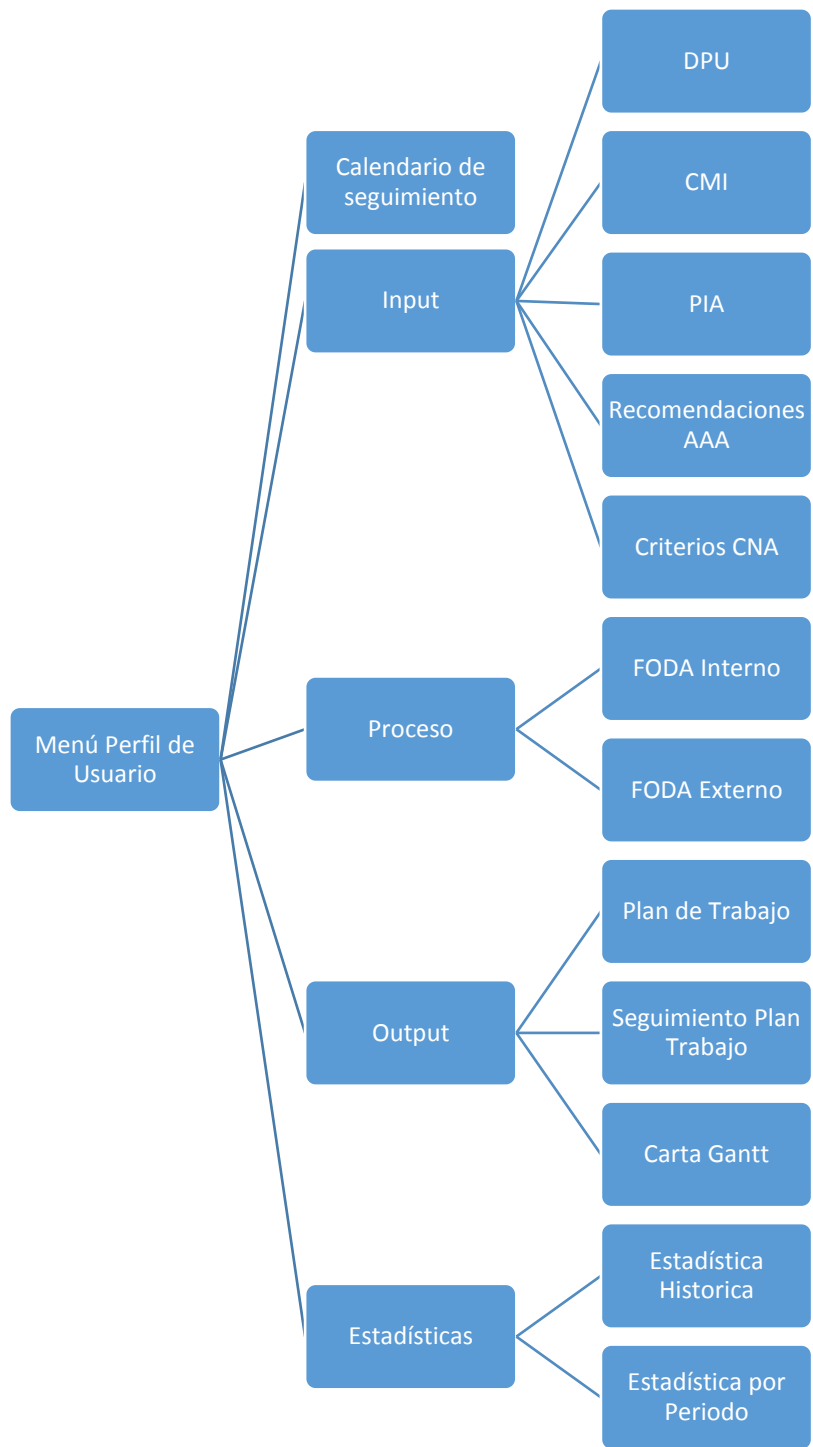 Menú Perfil de
Usuario
Calendario de
seguimiento
Input
DPU
CMI
PIA
Recomendaciones
AAA
Criterios CNA
Proceso
FODA Interno
FODA Externo
Output
Plan de Trabajo
Seguimiento Plan
Trabajo
Carta Gantt
Estadísticas
Estadística
Historica
Estadística por
Periodo